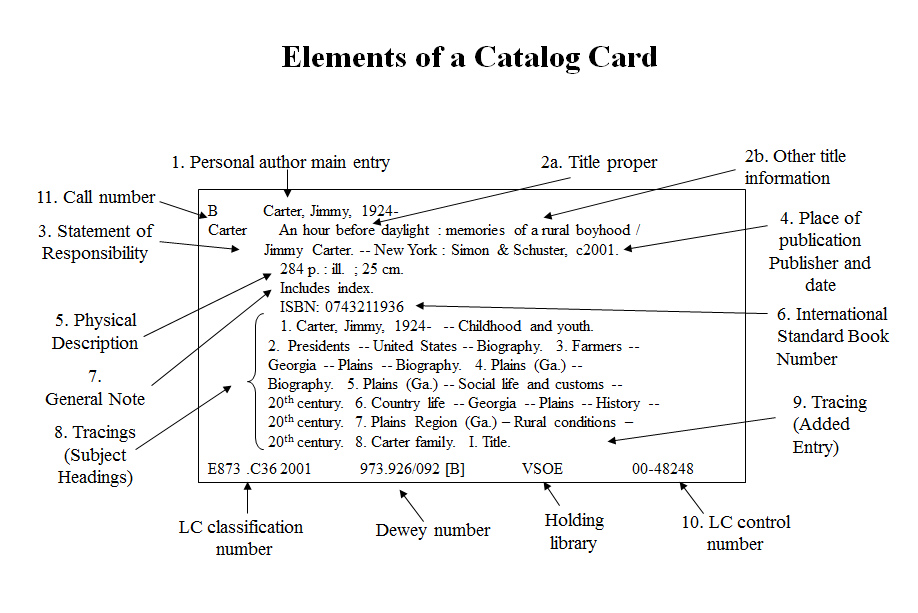 Elements of a Catalog Card
1. Personal author main entry
2a. Title proper
2b. Other title
information
11. Call number
3. Statement of
Responsibility
4. Place of
publication
Publisher and
date
B Carter, Jimmy, 1924-
Carter An hour before daylight : memories of a rural boyhood /
Jimmy Carter. -- New York : Simon & Schuster, c2001.
284 p. : ill. ; 25 cm.
Includes index.
ISBN: 0743211936
1. Carter, Jimmy, 1924- -- Childhood and youth.
2. Presidents -- United States -- Biography. 3. Farmers --
Georgia -- Plains -- Biography. 4. Plains (Ga.) --
Biography. 5. Plains (Ga.) -- Social life and customs --
20th century. 6. Country life -- Georgia -- Plains -- History --
20th century. 7. Plains Region (Ga.) – Rural conditions –
20th century. 8. Carter family. I. Title.
E873 .C36 2001 973.926/092 [B] VSOE 00-48248
5. Physical
Description
6. International
Standard Book
Number
7.
General Note
8. Tracings
(Subject
Headings)
9. Tracing
(Added
Entry)
LC classification
number
Dewey number
Holding
library
10. LC control
number